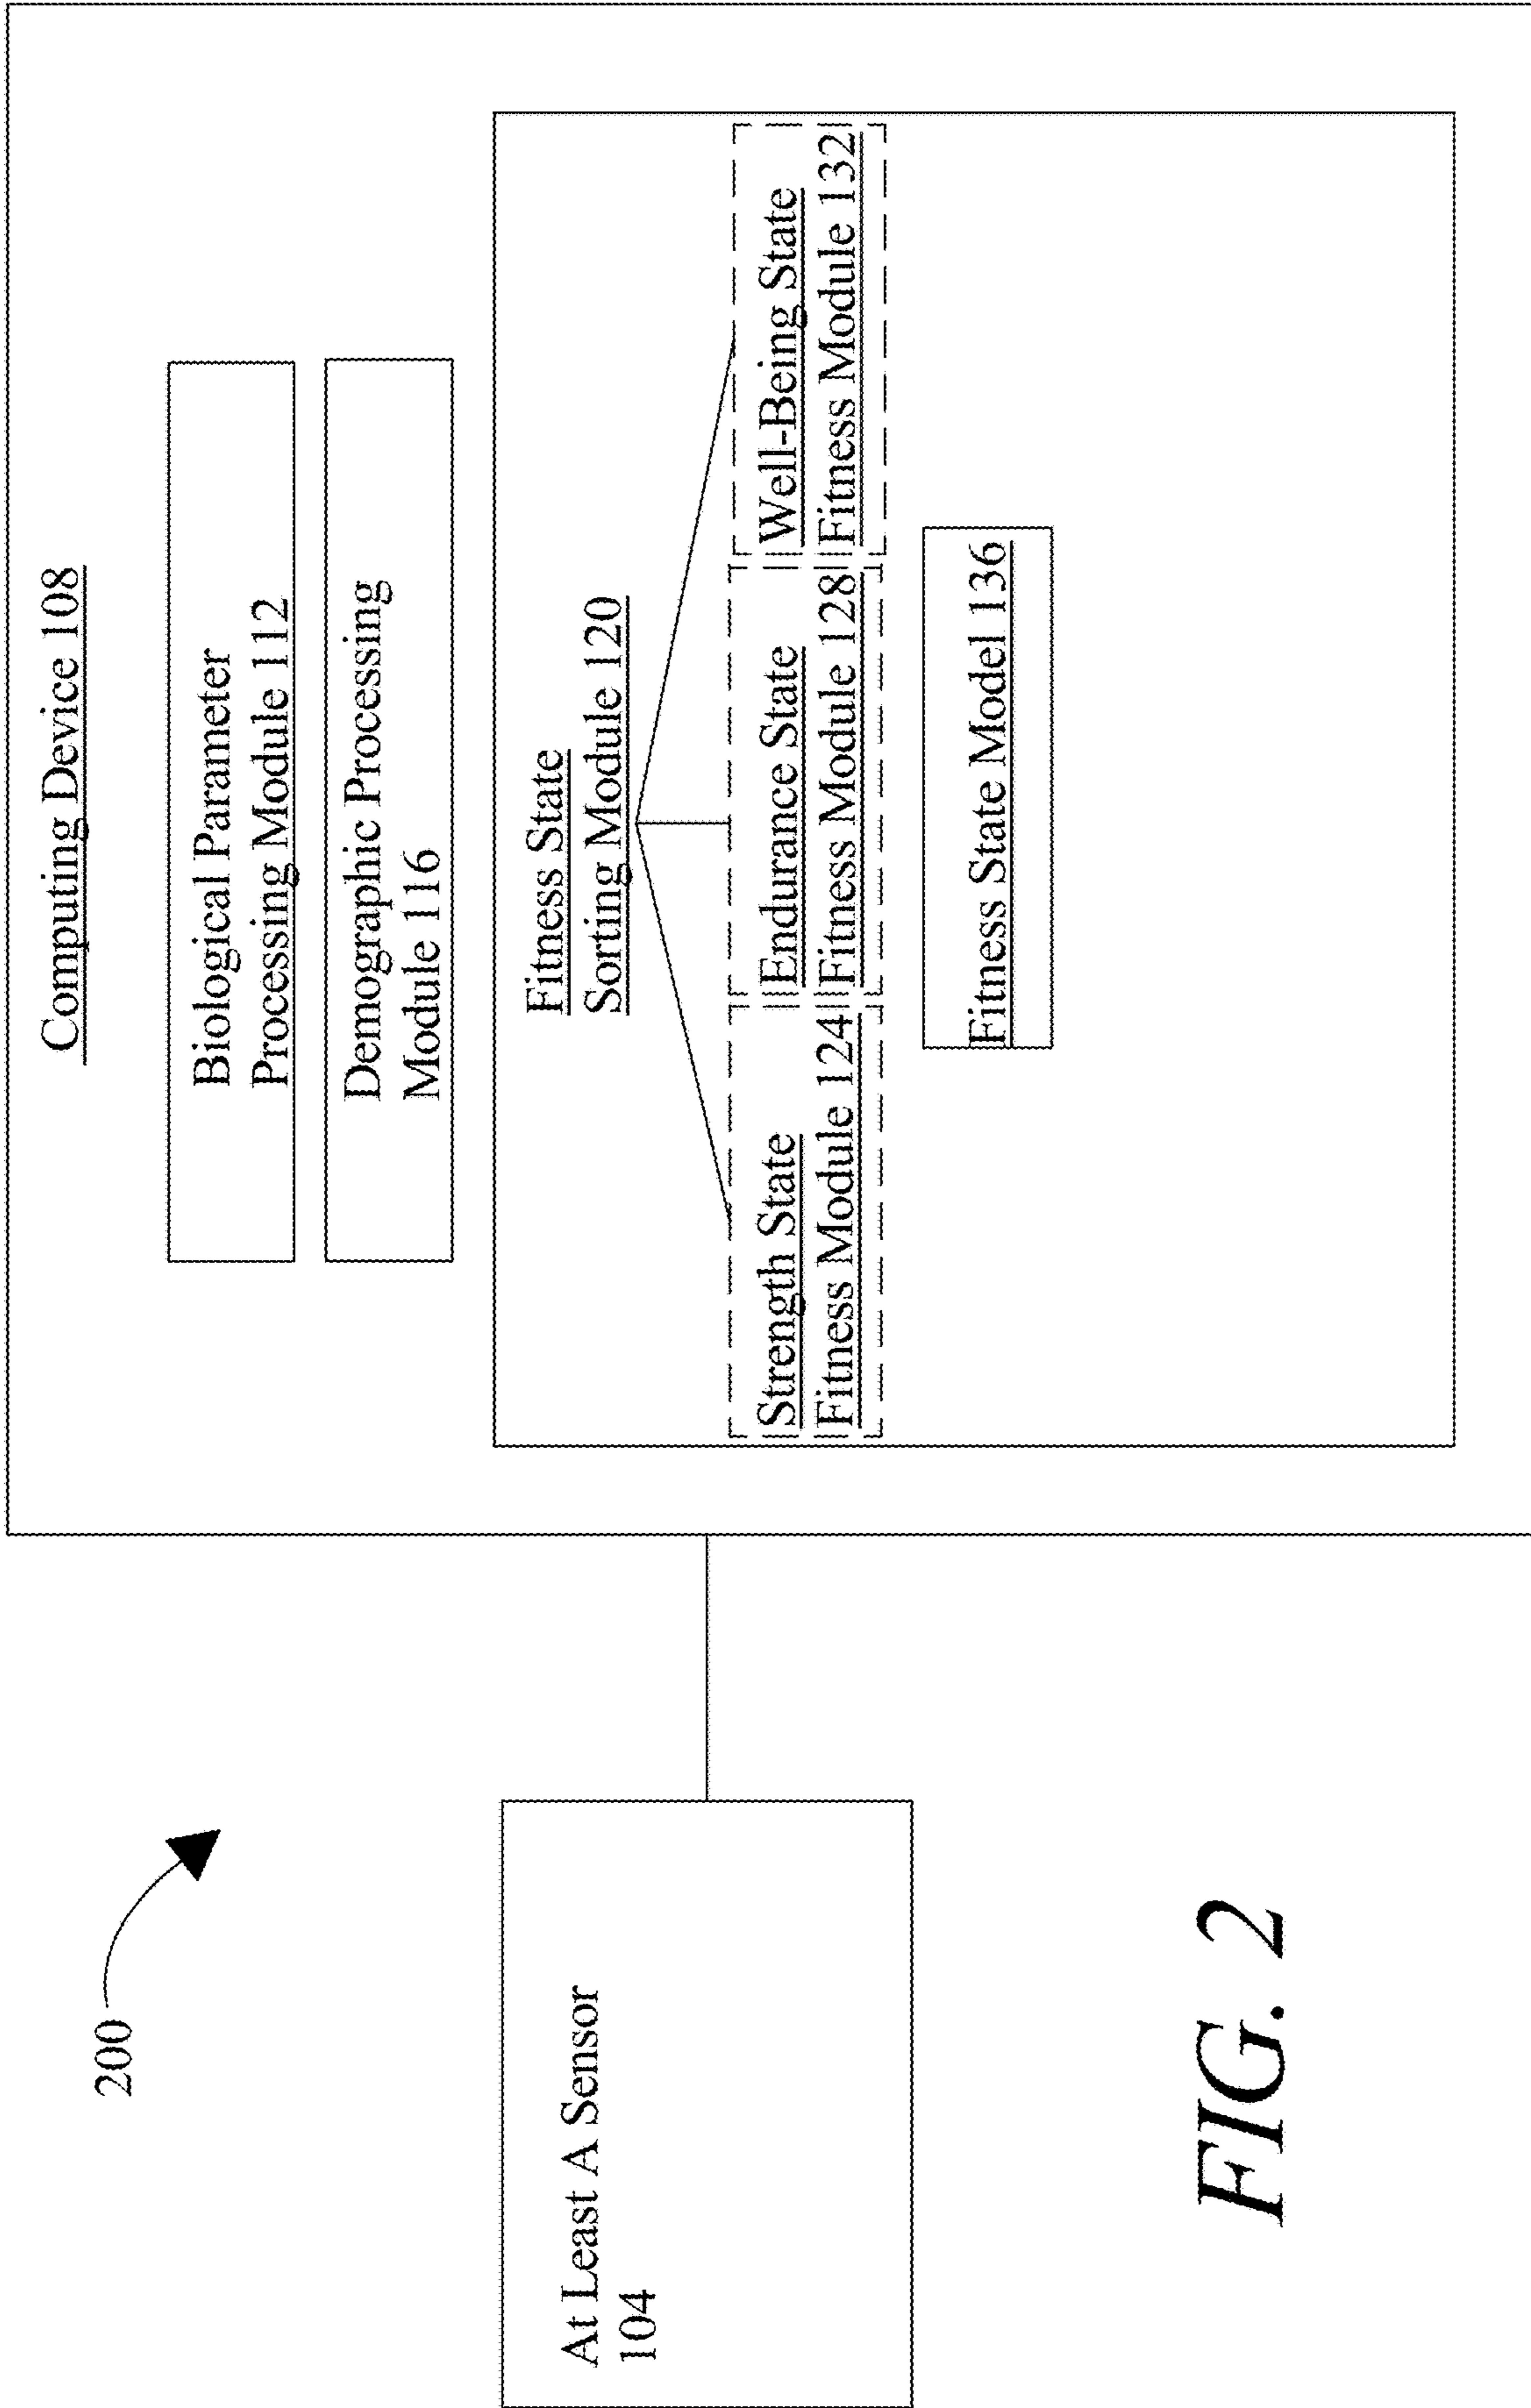 200
At Least A Sensor
104
Computing Device 108
Biological Parameter
Processing Module 112
Demographic Processing
Module 116
Fitness State
Sorting Module 120
Strength State
Fitness Module 124
Endurance State
Fitness Module 128
Well-Being State
Fitness Module 132
Fitness State Model 136
FIG. 2